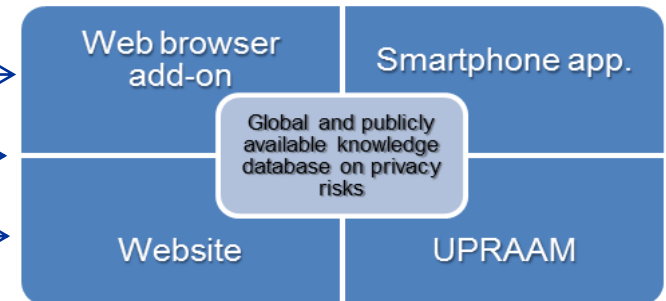 Web browser
add-on
Smartphone app.
Global and publicly
available knowledge
database on privacy
risks
Website
UPRAAM